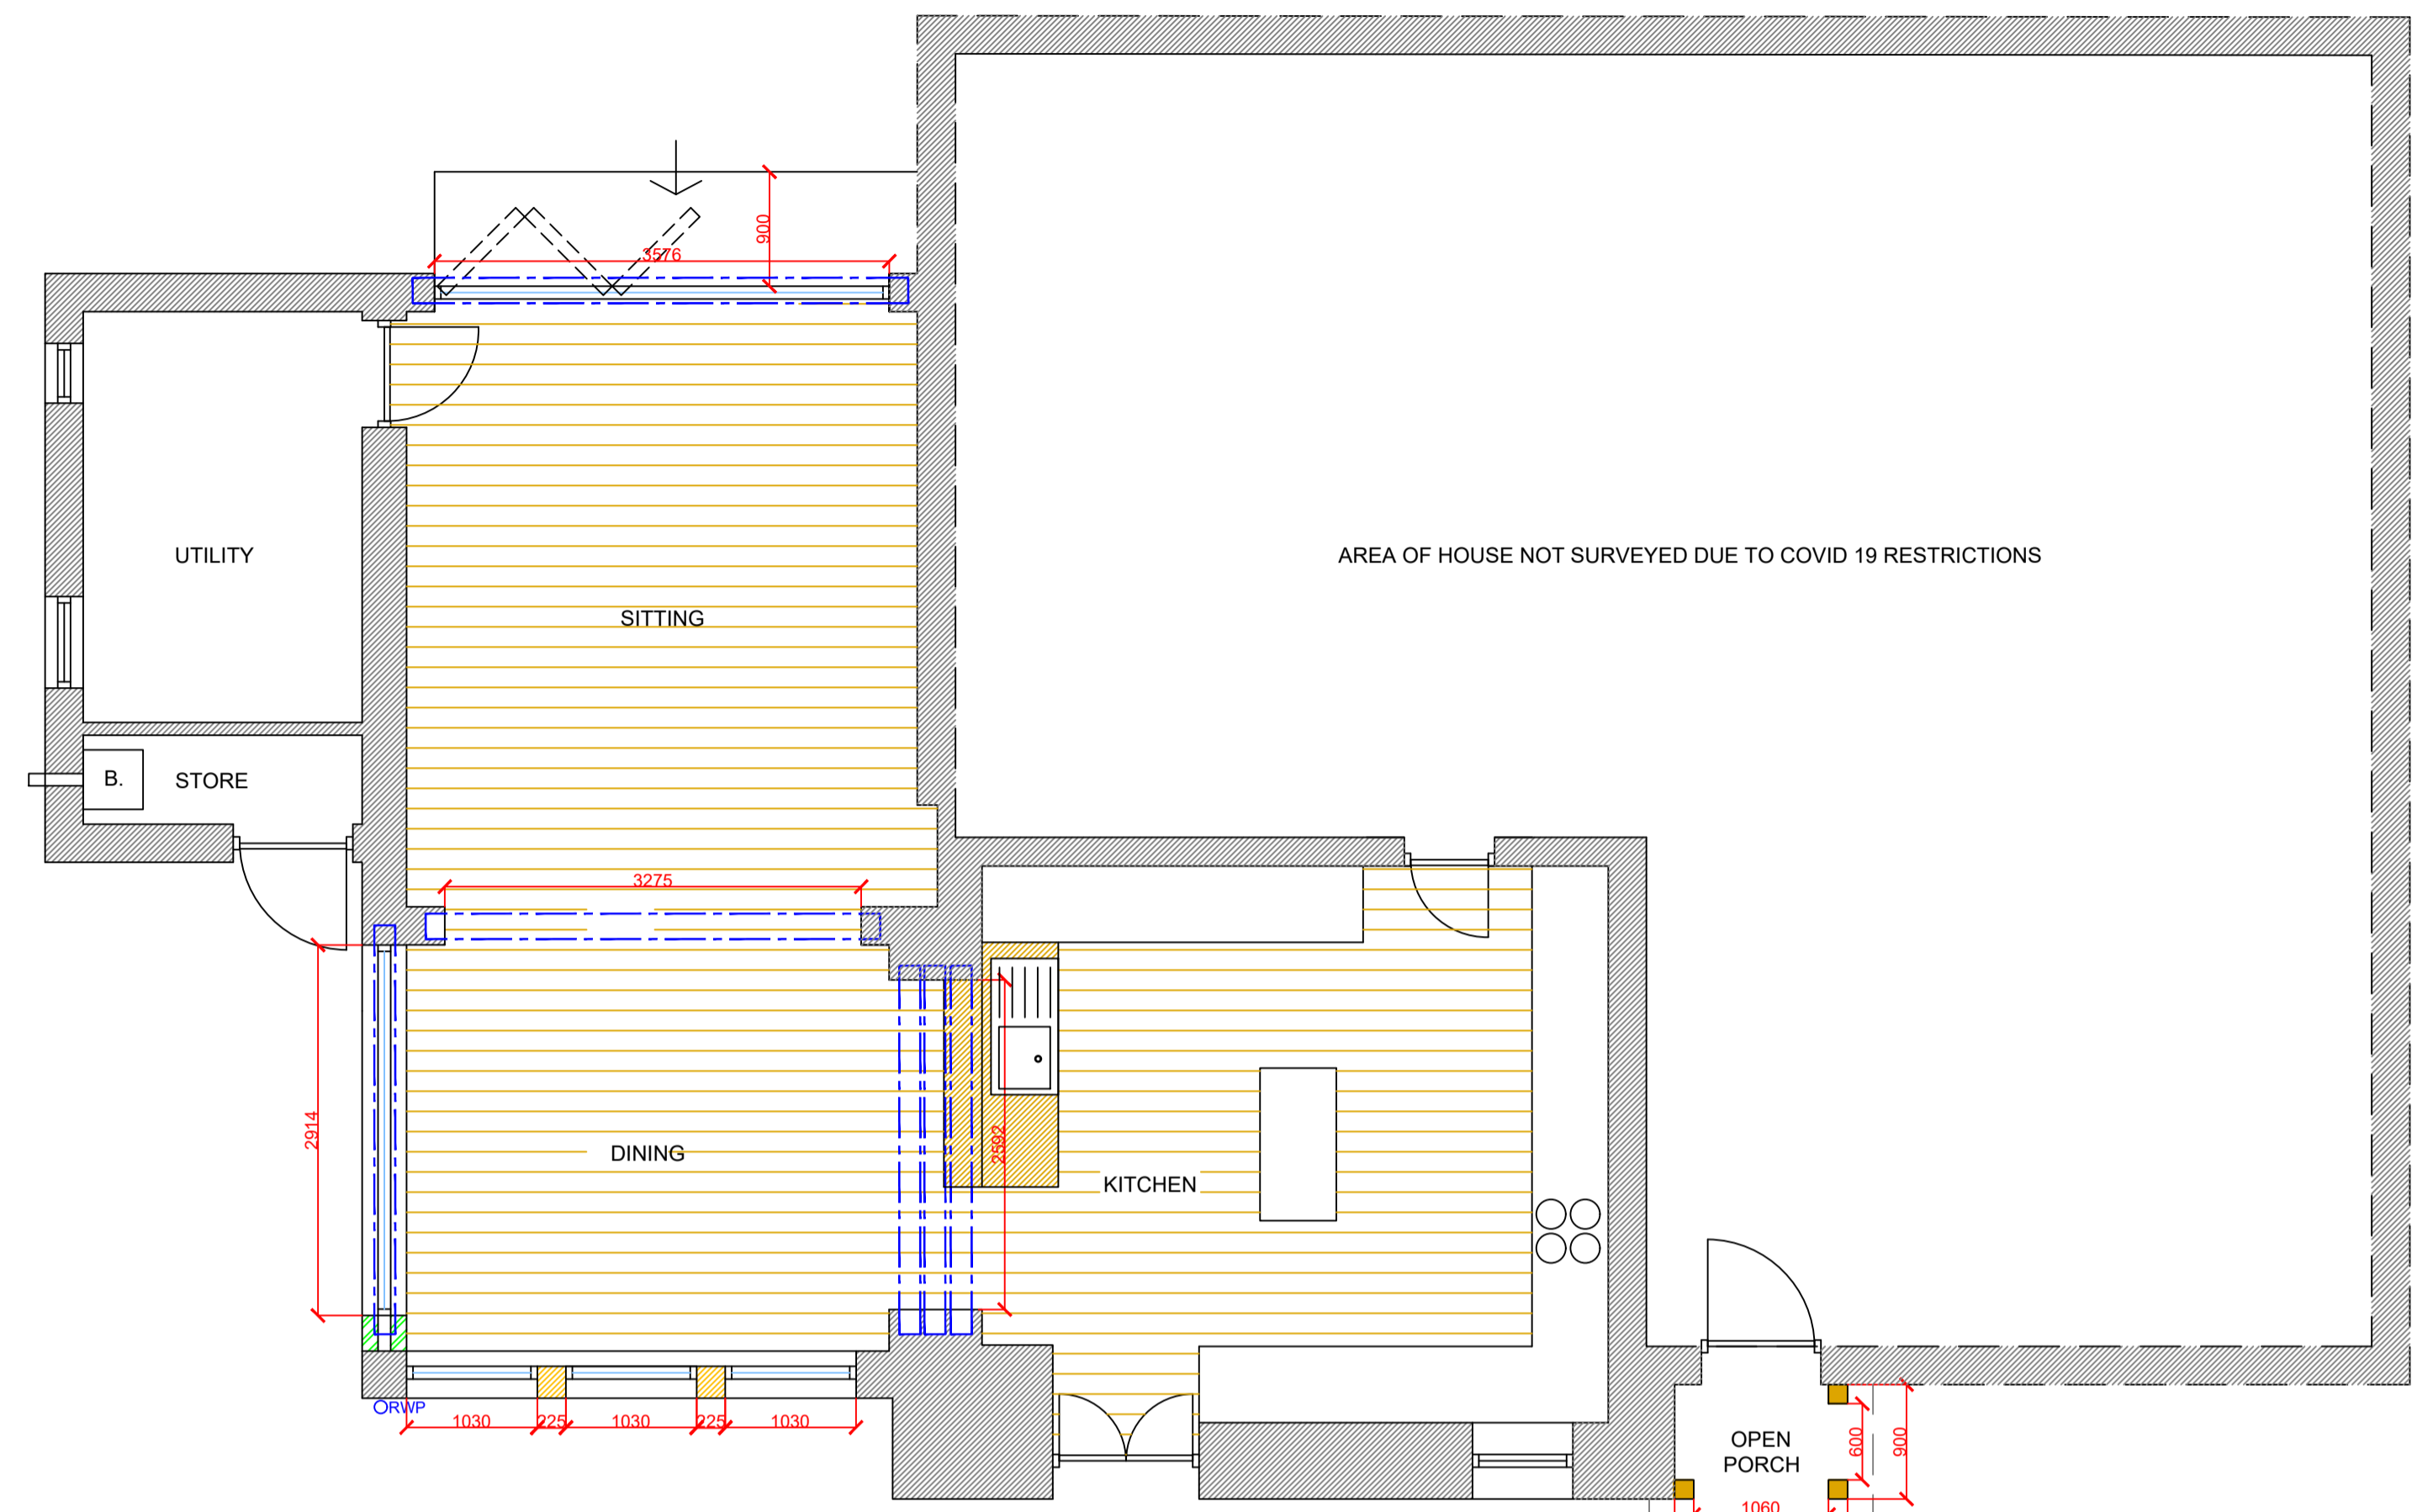 900
3576
UTILITY
AREA OF HOUSE NOT SURVEYED DUE TO COVID 19 RESTRICTIONS
SITTING
B.
STORE
3275
2914
DINING
2592
KITCHEN
RWP
1030
225
1030
225
1030
OPEN
PORCH
600
900
1060